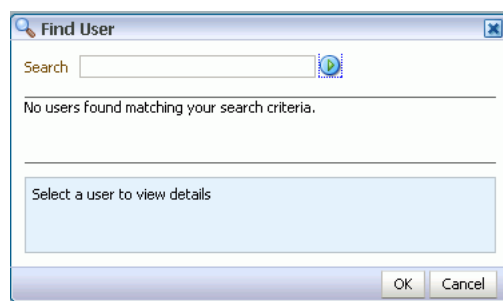 Find User
Search
No users found matching your search criteria.
Select a user to view details
OK Cancel